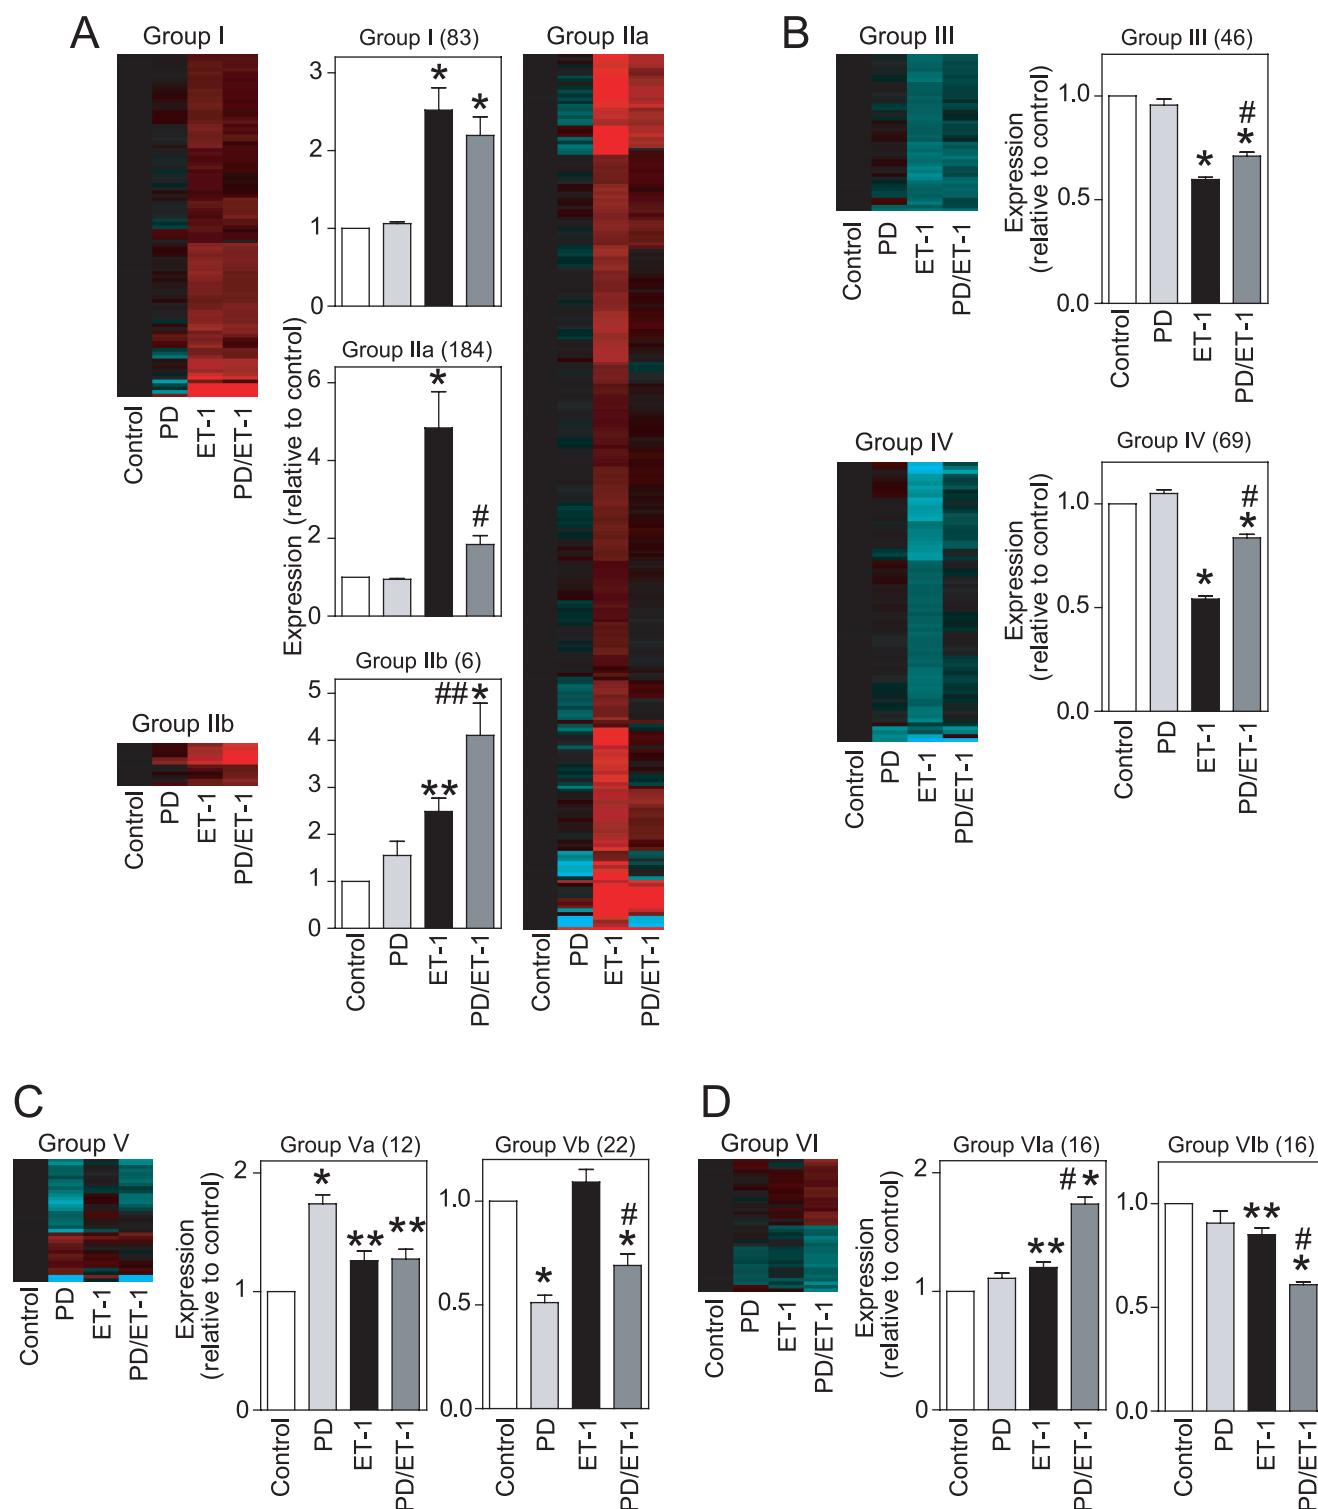 A
Group I
Control
PD
ET-1
PD/ET-1
Group IIb
Control
PD
ET-1
PD/ET-1
Expression (relative to control)
Group I (83)
3
2
1
0
*
*
Group IIa (184)
6
4
2
0
*
#
Group IIb (6)
5
4
3
2
1
0
**
##*
Control
PD
ET-1
PD/ET-1
Group IIa
Control
PD
ET-1
PD/ET-1
B
Group III
Control
PD
ET-1
PD/ET-1
Group III (46)
Expression
(relative to control)
1.0
0.5
0.0
*
#
*
Control
PD
ET-1
PD/ET-1
Group IV
Control
PD
ET-1
PD/ET-1
Group IV (69)
Expression
(relative to control)
1.0
0.5
0.0
*
#
*
Control
PD
ET-1
PD/ET-1
C
Group V
Control
PD
ET-1
PD/ET-1
Expression
(relative to control)
Group Va (12)
2
1
0
*
**
**
Control
PD
ET-1
PD/ET-1
Group Vb (22)
1.0
0.5
0.0
*
#
*
Control
PD
ET-1
PD/ET-1
D
Group VI
Control
PD
ET-1
PD/ET-1
Expression
(relative to control)
Group VIa (16)
2
1
0
**
# *
Control
PD
ET-1
PD/ET-1
Group VIb (16)
1.0
0.5
0.0
**
#
*
Control
PD
ET-1
PD/ET-1